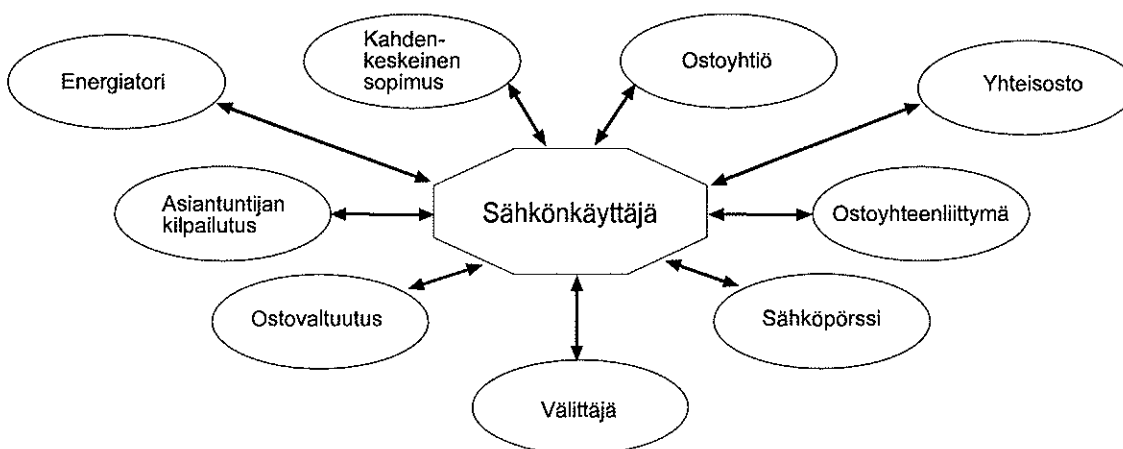 Energiatori
Kahden-
keskeinen
sopimus
Ostoyhtiö
Yhteisosto
Asiantuntijan
kilpailutus
Sähkönkäyttäjä
Ostoyhteenliittymä
Ostovaltuutus
Sähköpörssi
Välittäjä